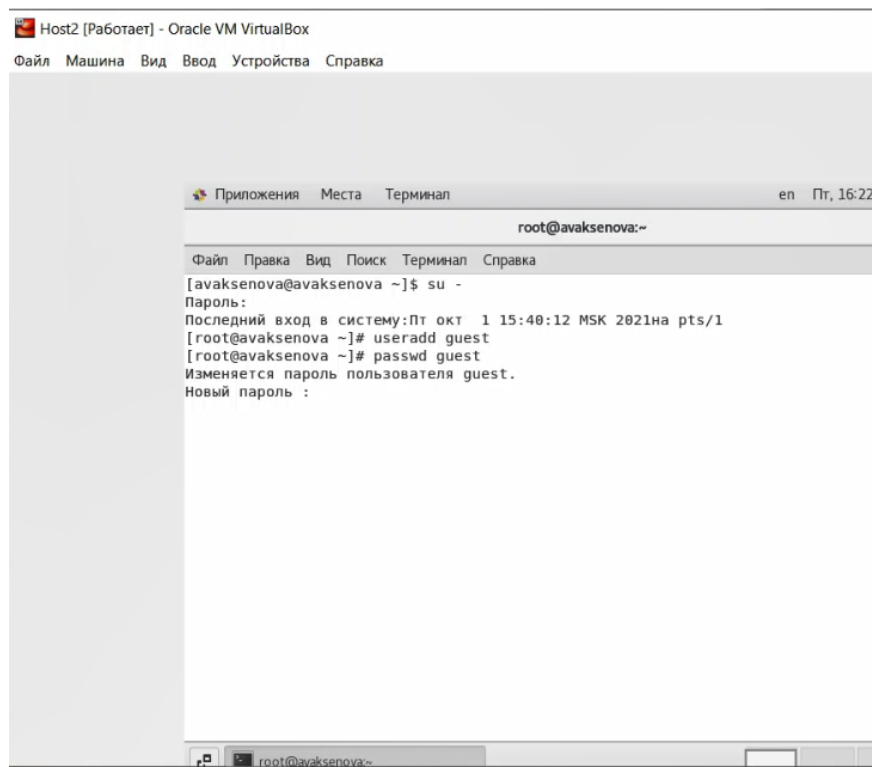 Host2 [Работает] - Oracle VM VirtualBox
Файл Машина Вид Ввод Устройства Справка
Приложения Места Терминал en Пт, 16:22
root@avaksenova:~
Файл Правка Вид Поиск Терминал Справка
[avaksenova@avaksenova ~]$ su -
Пароль:
Последний вход в систему:Пт окт  1 15:40:12 MSK 2021на pts/1
[root@avaksenova ~]# useradd guest
[root@avaksenova ~]# passwd guest
Изменяется пароль пользователя guest.
Новый пароль :
root@avaksenova:~